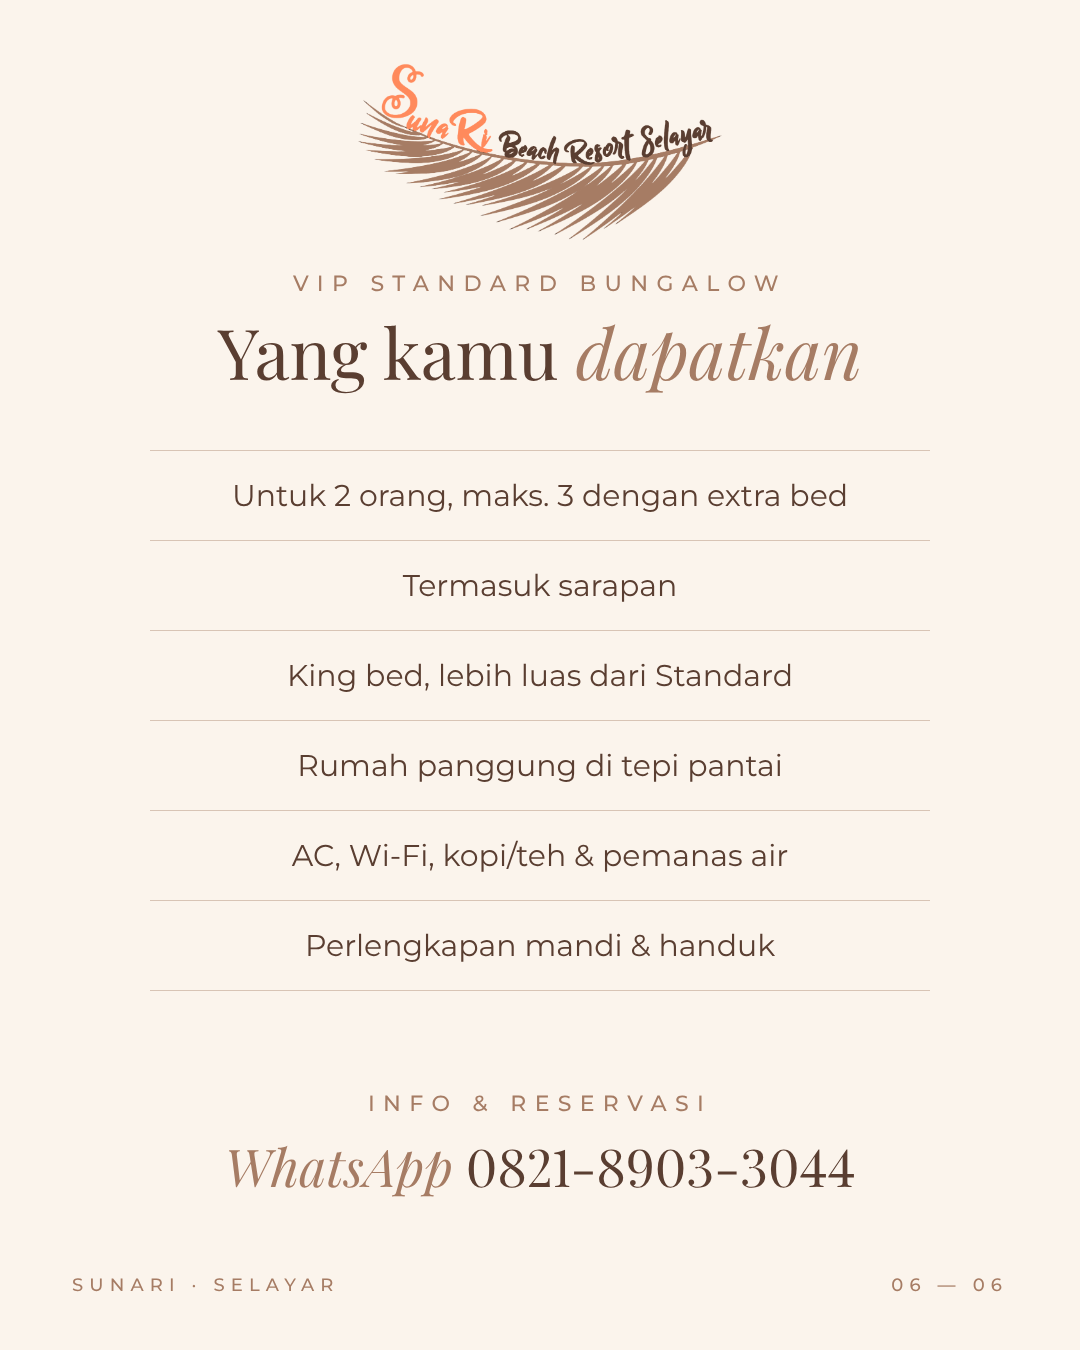 SunaRi Beach Resort Selayar
VIP STANDARD BUNGALOW
Yang kamu dapatkan
Untuk 2 orang, maks. 3 dengan extra bed
Termasuk sarapan
King bed, lebih luas dari Standard
Rumah panggung di tepi pantai
AC, Wi-Fi, kopi/teh & pemanas air
Perlengkapan mandi & handuk
INFO & RESERVASI
WhatsApp 0821-8903-3044
SUNARI · SELAYAR
06 — 06